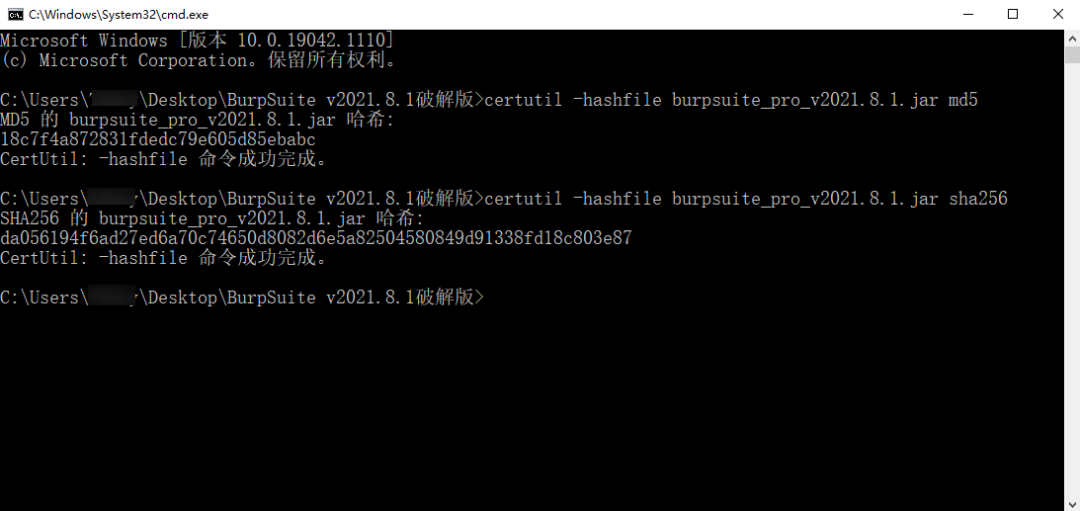 C:\Windows\System32\cmd.exe
Microsoft Windows [版本 10.0.19042.1110]
(c) Microsoft Corporation。保留所有权利。
C:\Users\ \Desktop\BurpSuite v2021.8.1破解版>certutil -hashfile burpsuite_pro_v2021.8.1.jar md5
MD5 的 burpsuite_pro_v2021.8.1.jar 哈希:
18c7f4a872831fdedc79e605d85ebabc
CertUtil: -hashfile 命令成功完成。
C:\Users\ \Desktop\BurpSuite v2021.8.1破解版>certutil -hashfile burpsuite_pro_v2021.8.1.jar sha256
SHA256 的 burpsuite_pro_v2021.8.1.jar 哈希:
da056194f6ad27ed6a70c74650d8082d6e5a82504580849d91338fd18c803e87
CertUtil: -hashfile 命令成功完成。
C:\Users\ \Desktop\BurpSuite v2021.8.1破解版>